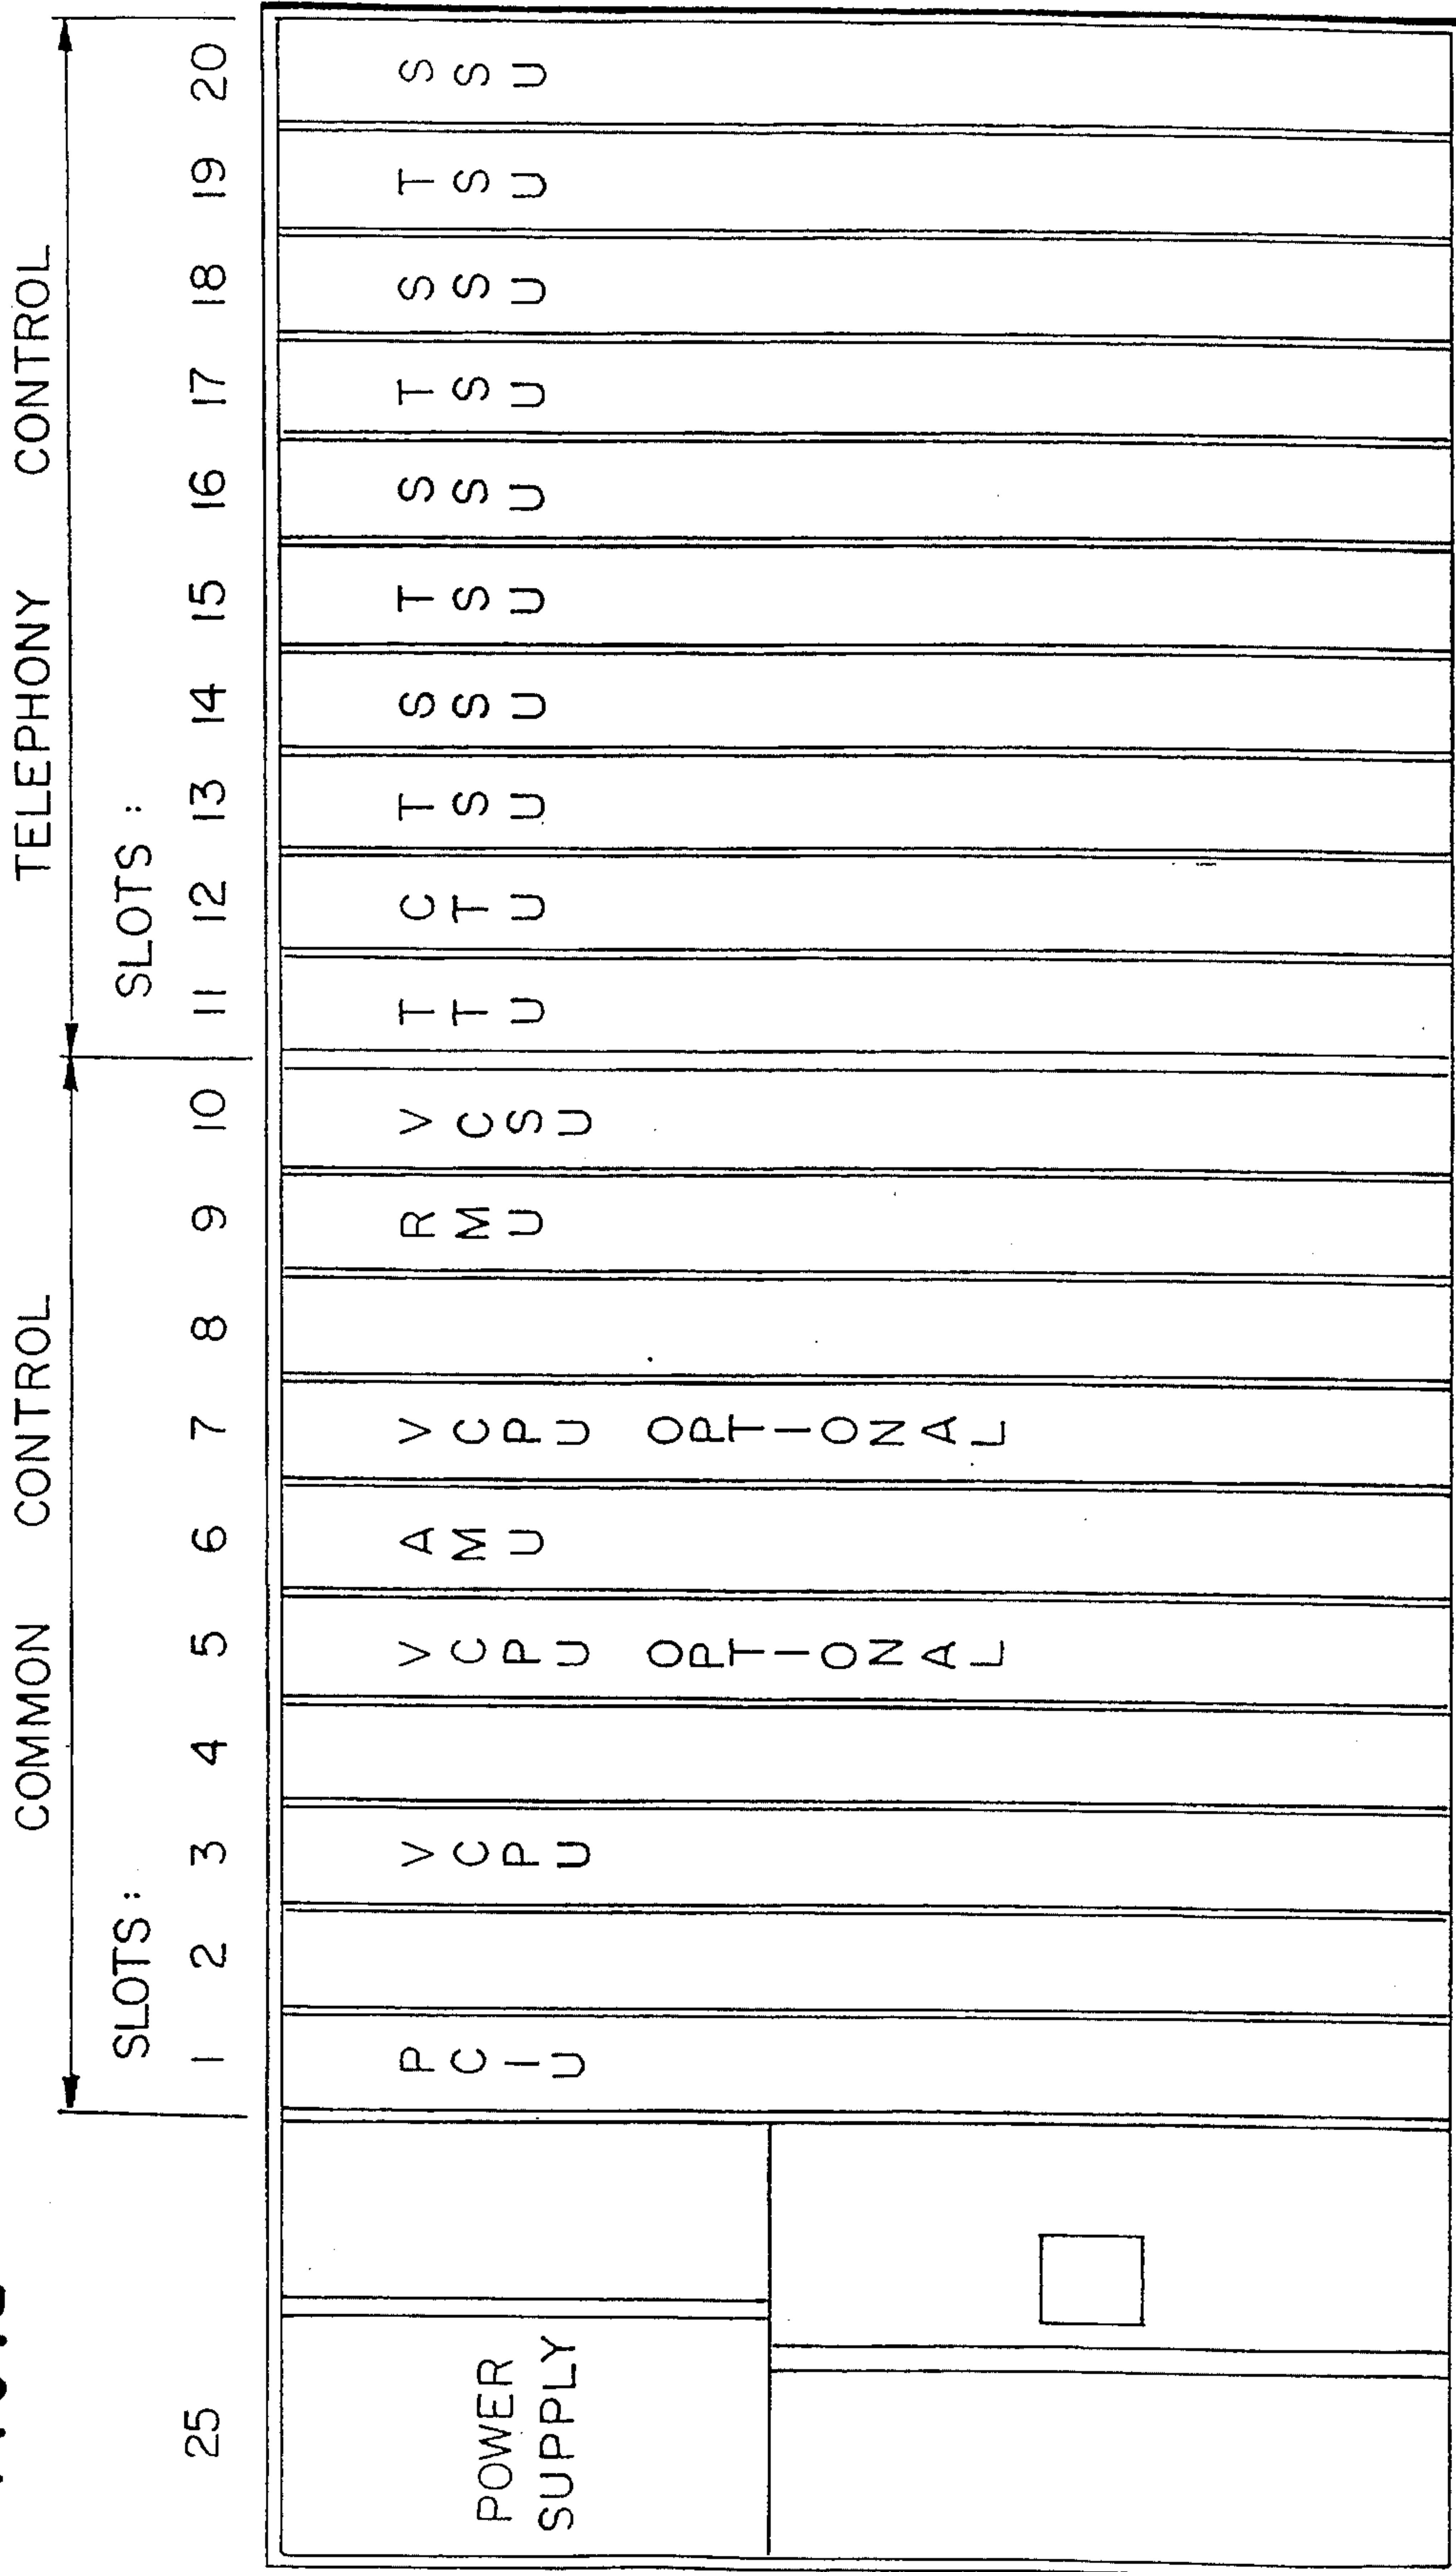 COMMON CONTROL
TELEPHONY CONTROL
SLOTS :
SLOTS :
25
1
2
3
4
5
6
7
8
9
10
11
12
13
14
15
16
17
18
19
20
POWER
SUPPLY
PCIU
VCPU
VCPU OPTIONAL
AMU
VCPU OPTIONAL
RMU
VCSU
TTU
CTU
TSU
SSU
TSU
SSU
TSU
SSU
TSU
SSU